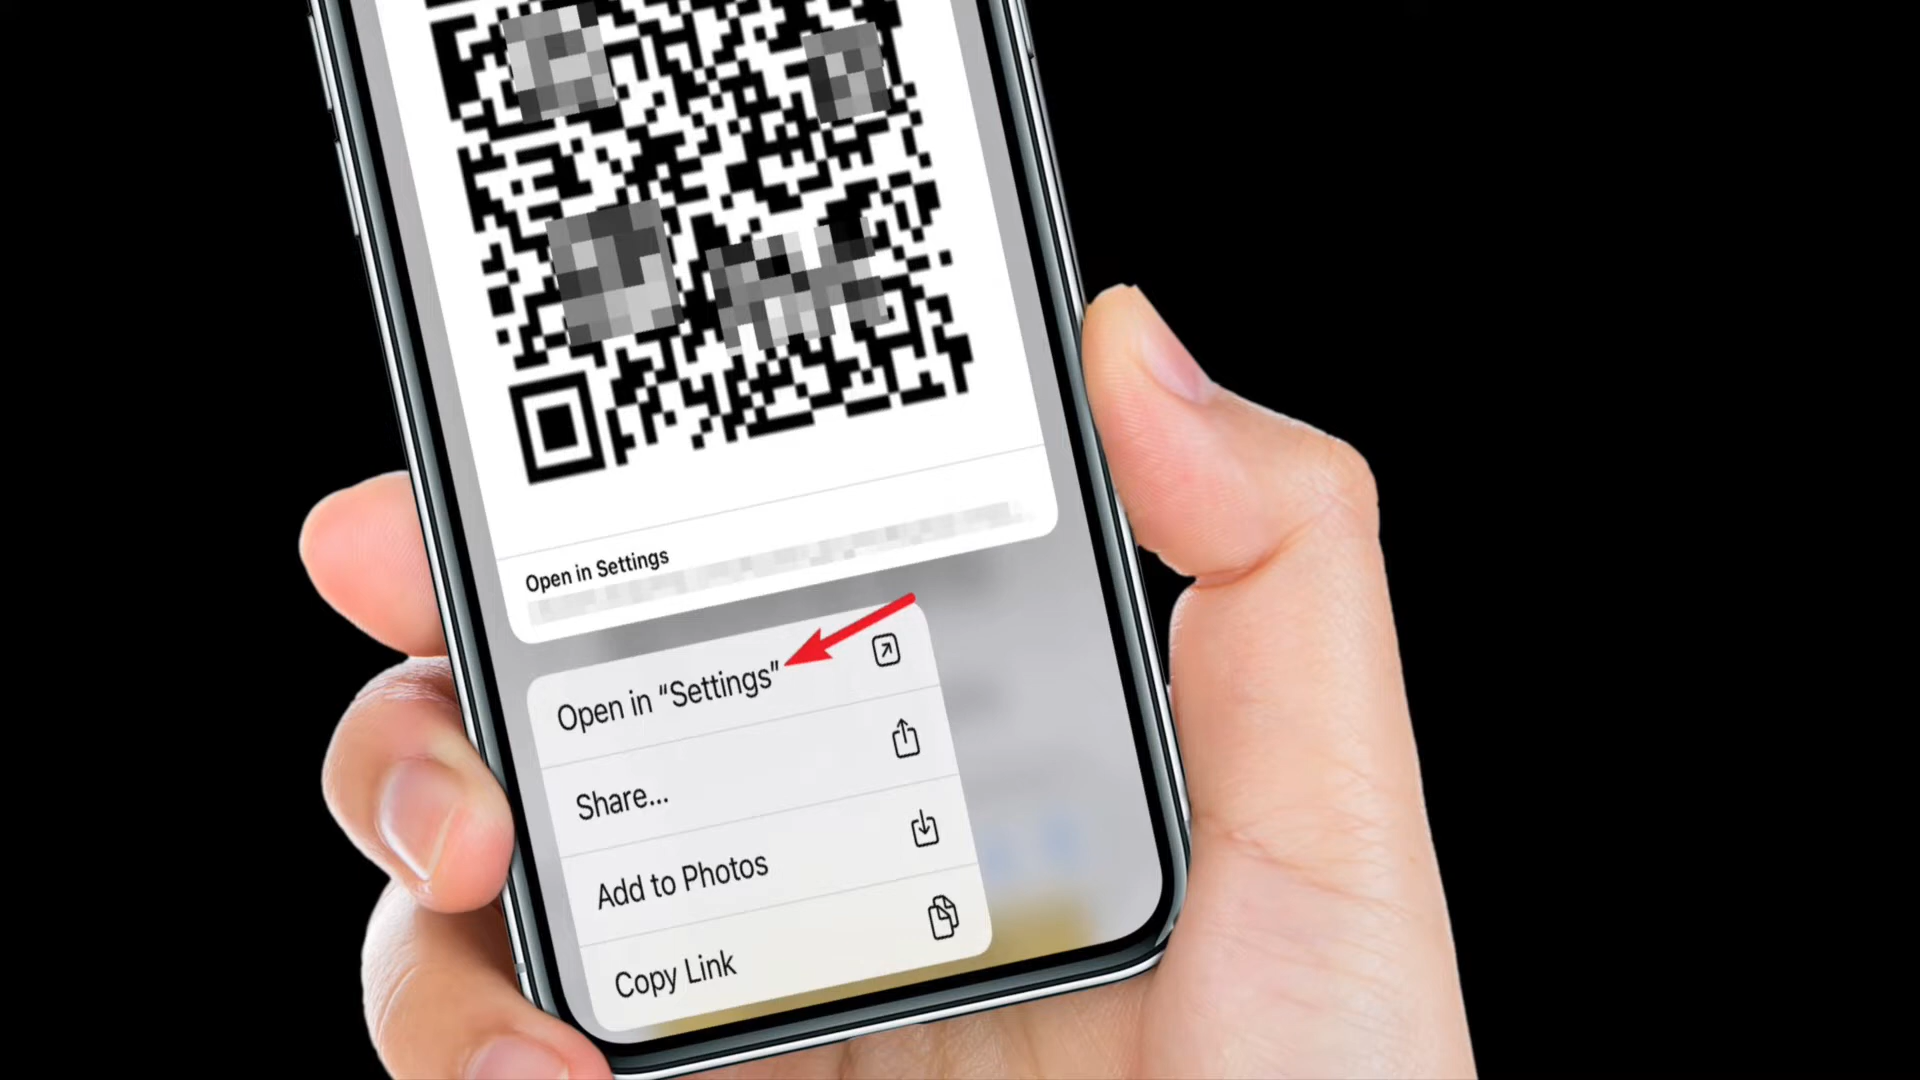 Open in Settings
Open in “Settings”
Share...
Add to Photos
Copy Link